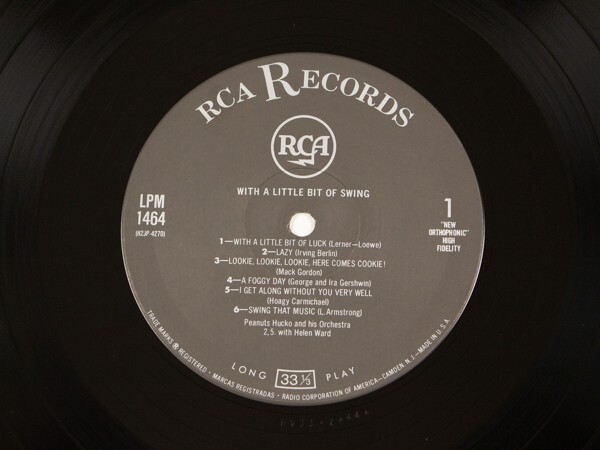 RCA RECORDS
RCA
WITH A LITTLE BIT OF SWING
LPM
1464
(H2JP-4270)
1
"NEW
ORTHOPHONIC"
HIGH
FIDELITY
1—WITH A LITTLE BIT OF LUCK (Lerner—Loewe)
2—LAZY (Irving Berlin)
3—LOOKIE, LOOKIE, LOOKIE, HERE COMES COOKIE!
(Mack Gordon)
4—A FOGGY DAY (George and Ira Gershwin)
5—I GET ALONG WITHOUT YOU VERY WELL
(Hoagy Carmichael)
6—SWING THAT MUSIC (L. Armstrong)
Peanuts Hucko and his Orchestra
2,5. with Helen Ward
LONG 33⅓ PLAY
TRADE MARKS ® REGISTERED · MARCAS REGISTRADAS · RADIO CORPORATION OF AMERICA—CAMDEN, N.J.—MADE IN U.S.A.